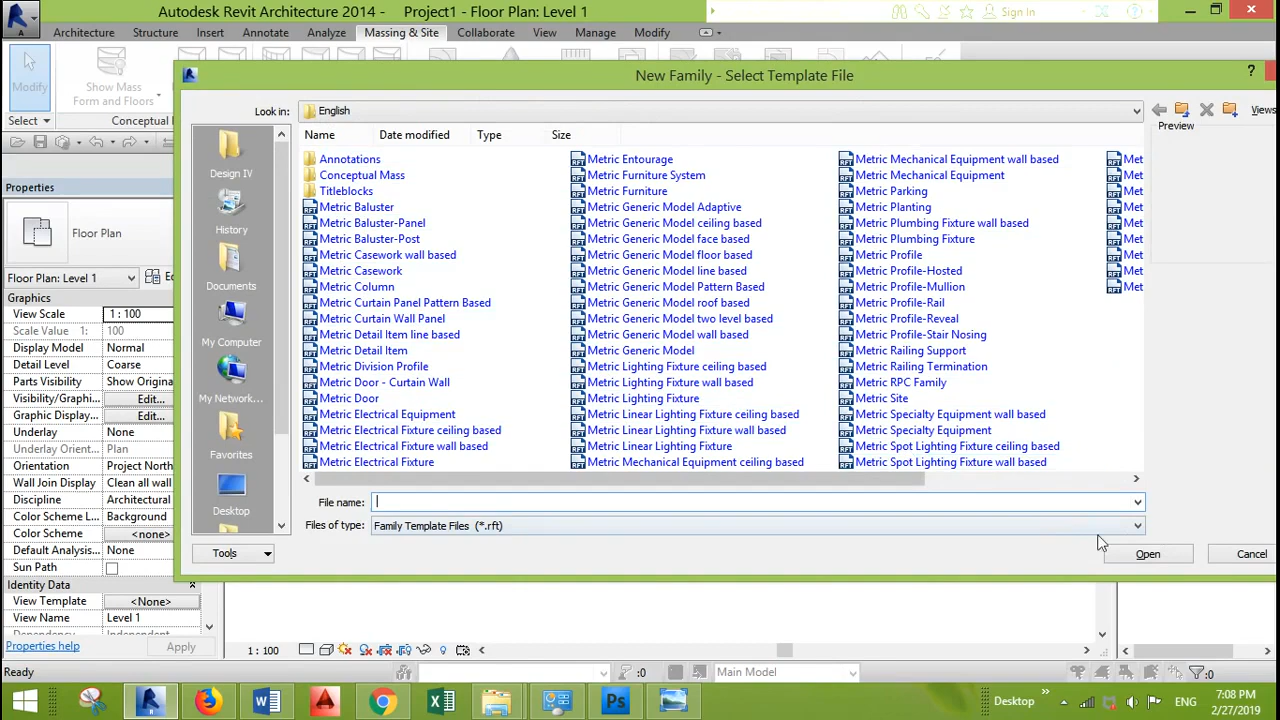 Autodesk Revit Architecture 2014 - Project1 - Floor Plan: Level 1
Sign In
Architecture Structure Insert Annotate Analyze Massing & Site Collaborate View Manage Modify
Modify
Show Mass
Form and Floors
Select
Conceptual
New Family - Select Template File
Look in: English
Views
Preview
Name Date modified Type Size
Design IV
History
Documents
My Computer
My Network...
Favorites
Desktop
Annotations
Conceptual Mass
Titleblocks
Metric Baluster
Metric Baluster-Panel
Metric Baluster-Post
Metric Casework wall based
Metric Casework
Metric Column
Metric Curtain Panel Pattern Based
Metric Curtain Wall Panel
Metric Detail Item line based
Metric Detail Item
Metric Division Profile
Metric Door - Curtain Wall
Metric Door
Metric Electrical Equipment
Metric Electrical Fixture ceiling based
Metric Electrical Fixture wall based
Metric Electrical Fixture
Metric Entourage
Metric Furniture System
Metric Furniture
Metric Generic Model Adaptive
Metric Generic Model ceiling based
Metric Generic Model face based
Metric Generic Model floor based
Metric Generic Model line based
Metric Generic Model Pattern Based
Metric Generic Model roof based
Metric Generic Model two level based
Metric Generic Model wall based
Metric Generic Model
Metric Lighting Fixture ceiling based
Metric Lighting Fixture wall based
Metric Lighting Fixture
Metric Linear Lighting Fixture ceiling based
Metric Linear Lighting Fixture wall based
Metric Linear Lighting Fixture
Metric Mechanical Equipment ceiling based
Metric Mechanical Equipment wall based
Metric Mechanical Equipment
Metric Parking
Metric Planting
Metric Plumbing Fixture wall based
Metric Plumbing Fixture
Metric Profile
Metric Profile-Hosted
Metric Profile-Mullion
Metric Profile-Rail
Metric Profile-Reveal
Metric Profile-Stair Nosing
Metric Railing Support
Metric Railing Termination
Metric RPC Family
Metric Site
Metric Specialty Equipment wall based
Metric Specialty Equipment
Metric Spot Lighting Fixture ceiling based
Metric Spot Lighting Fixture wall based
Met
Met
Met
Met
Met
Met
Met
Met
Met
File name:
Files of type: Family Template Files (*.rft)
Tools
Open
Cancel
Properties
Floor Plan
Floor Plan: Level 1
Graphics
View Scale 1 : 100
Scale Value 1: 100
Display Model Normal
Detail Level Coarse
Parts Visibility Show Origina
Visibility/Graphi... Edit...
Graphic Display... Edit...
Underlay None
Underlay Orient... Plan
Orientation Project North
Wall Join Display Clean all wall
Discipline Architectural
Color Scheme L... Background
Color Scheme <none>
Default Analysis... None
Sun Path
Identity Data
View Template <None>
View Name Level 1
Properties help
Apply
1 : 100
Ready
:0
Main Model
:0
Desktop
ENG
7:08 PM
2/27/2019